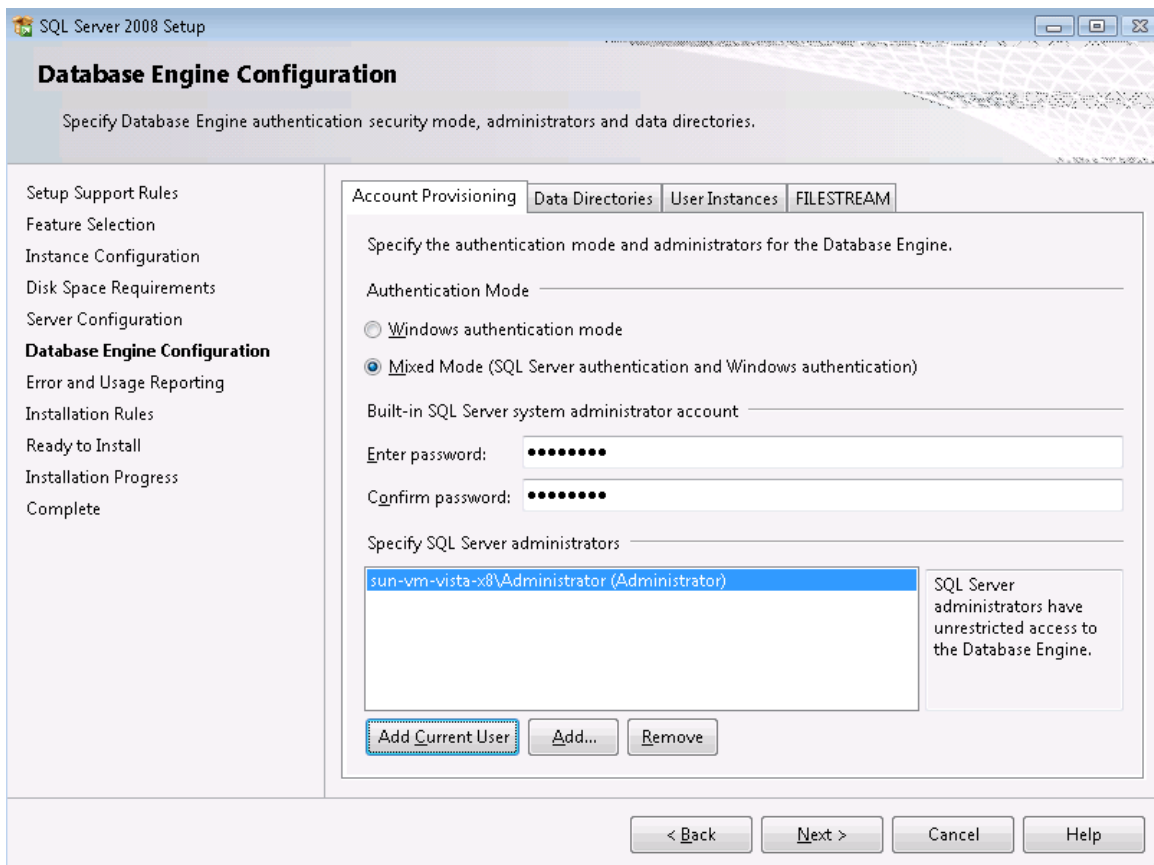 SQL Server 2008 Setup
Database Engine Configuration
Specify Database Engine authentication security mode, administrators and data directories.
Setup Support Rules
Feature Selection
Instance Configuration
Disk Space Requirements
Server Configuration
Database Engine Configuration
Error and Usage Reporting
Installation Rules
Ready to Install
Installation Progress
Complete
Account Provisioning Data Directories User Instances FILESTREAM
Specify the authentication mode and administrators for the Database Engine.
Authentication Mode
Windows authentication mode
Mixed Mode (SQL Server authentication and Windows authentication)
Built-in SQL Server system administrator account
Enter password: ●●●●●●●●
Confirm password: ●●●●●●●●
Specify SQL Server administrators
sun-vm-vista-x8\Administrator (Administrator)
SQL Server
administrators have
unrestricted access to
the Database Engine.
Add Current User Add... Remove
< Back Next > Cancel Help